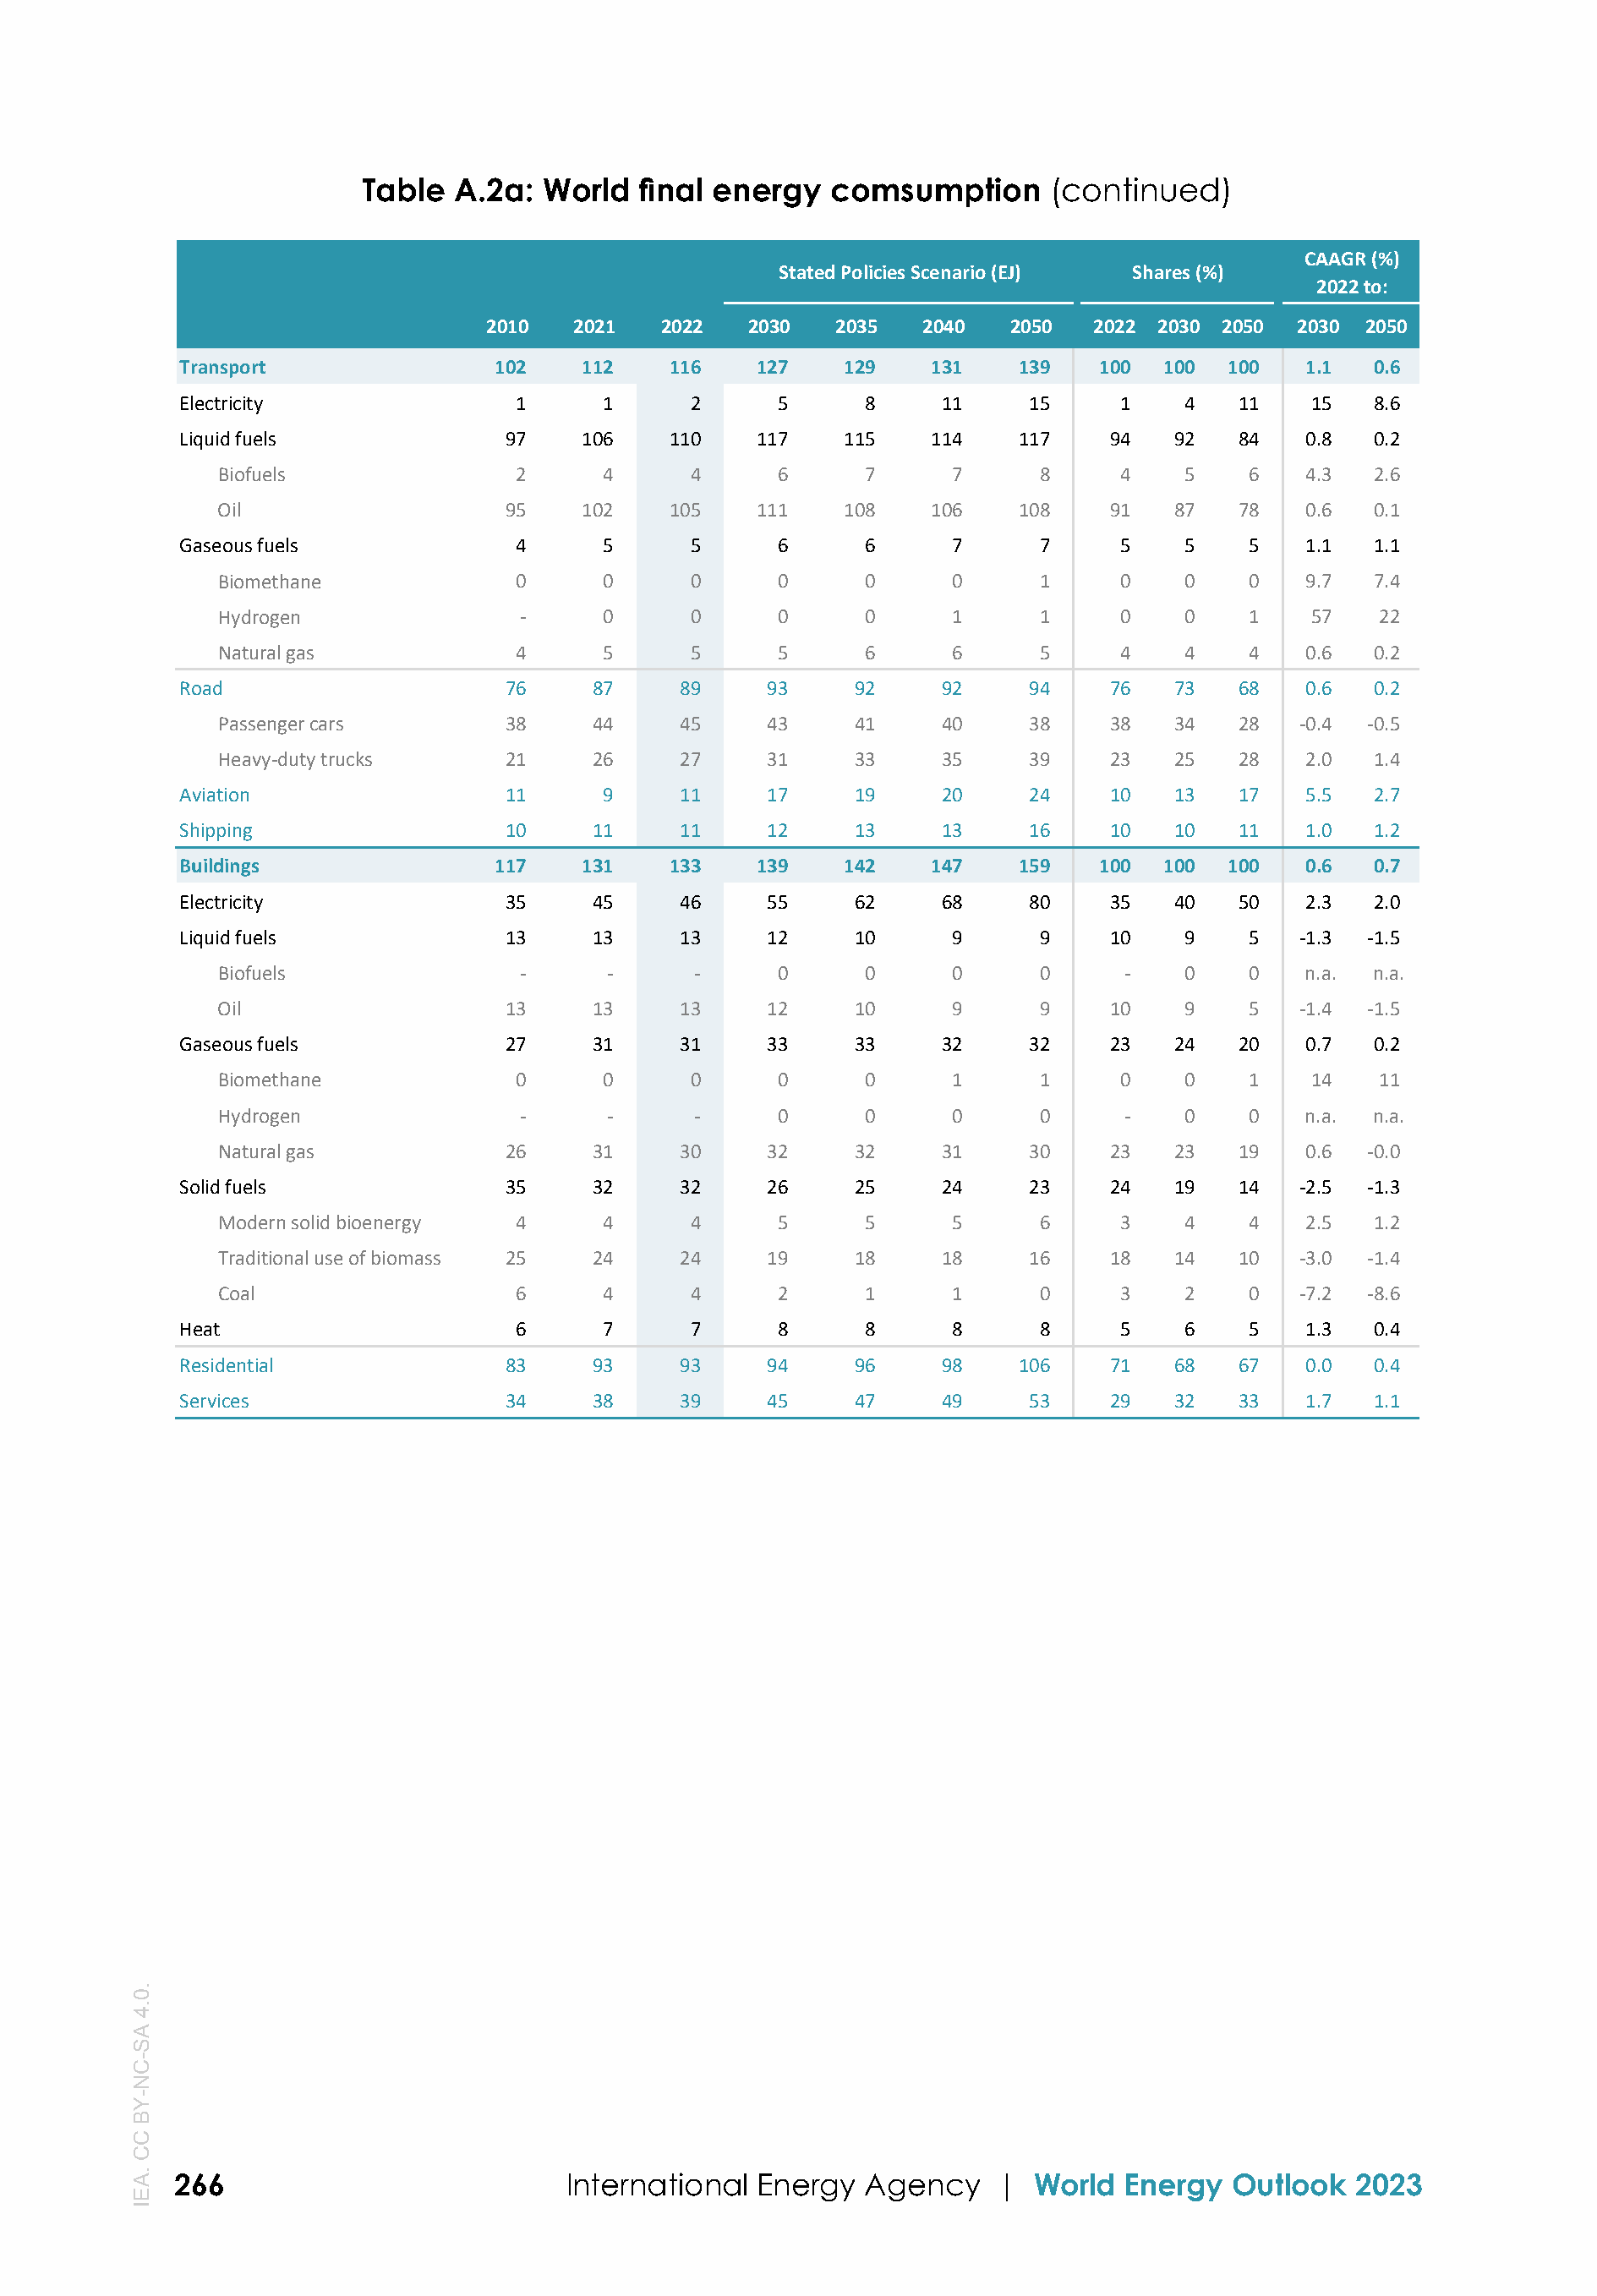 Table A.2a: World final energy comsumption (continued)
Stated Policies Scenario (EJ) Shares (%) CAAGR (%)
2022 to:
2010 2021 2022 2030 2035 2040 2050 2022 2030 2050 2030 2050
Transport 102 112 116 127 129 131 139 100 100 100 1.1 0.6
Electricity 1 1 2 5 8 11 15 1 4 11 15 8.6
Liquid fuels 97 106 110 117 115 114 117 94 92 84 0.8 0.2
Biofuels 2 4 4 6 7 7 8 4 5 6 4.3 2.6
Oil 95 102 105 111 108 106 108 91 87 78 0.6 0.1
Gaseous fuels 4 5 5 6 6 7 7 5 5 5 1.1 1.1
Biomethane 0 0 0 0 0 0 1 0 0 0 9.7 7.4
Hydrogen - 0 0 0 0 1 1 0 0 1 57 22
Natural gas 4 5 5 5 6 6 5 4 4 4 0.6 0.2
Road 76 87 89 93 92 92 94 76 73 68 0.6 0.2
Passenger cars 38 44 45 43 41 40 38 38 34 28 -0.4 -0.5
Heavy-duty trucks 21 26 27 31 33 35 39 23 25 28 2.0 1.4
Aviation 11 9 11 17 19 20 24 10 13 17 5.5 2.7
Shipping 10 11 11 12 13 13 16 10 10 11 1.0 1.2
Buildings 117 131 133 139 142 147 159 100 100 100 0.6 0.7
Electricity 35 45 46 55 62 68 80 35 40 50 2.3 2.0
Liquid fuels 13 13 13 12 10 9 9 10 9 5 -1.3 -1.5
Biofuels - - - 0 0 0 0 - 0 0 n.a. n.a.
Oil 13 13 13 12 10 9 9 10 9 5 -1.4 -1.5
Gaseous fuels 27 31 31 33 33 32 32 23 24 20 0.7 0.2
Biomethane 0 0 0 0 0 1 1 0 0 1 14 11
Hydrogen - - - 0 0 0 0 - 0 0 n.a. n.a.
Natural gas 26 31 30 32 32 31 30 23 23 19 0.6 -0.0
Solid fuels 35 32 32 26 25 24 23 24 19 14 -2.5 -1.3
Modern solid bioenergy 4 4 4 5 5 5 6 3 4 4 2.5 1.2
Traditional use of biomass 25 24 24 19 18 18 16 18 14 10 -3.0 -1.4
Coal 6 4 4 2 1 1 0 3 2 0 -7.2 -8.6
Heat 6 7 7 8 8 8 8 5 6 5 1.3 0.4
Residential 83 93 93 94 96 98 106 71 68 67 0.0 0.4
Services 34 38 39 45 47 49 53 29 32 33 1.7 1.1
IEA. CC BY-NC-SA 4.0.
266 International Energy Agency | World Energy Outlook 2023